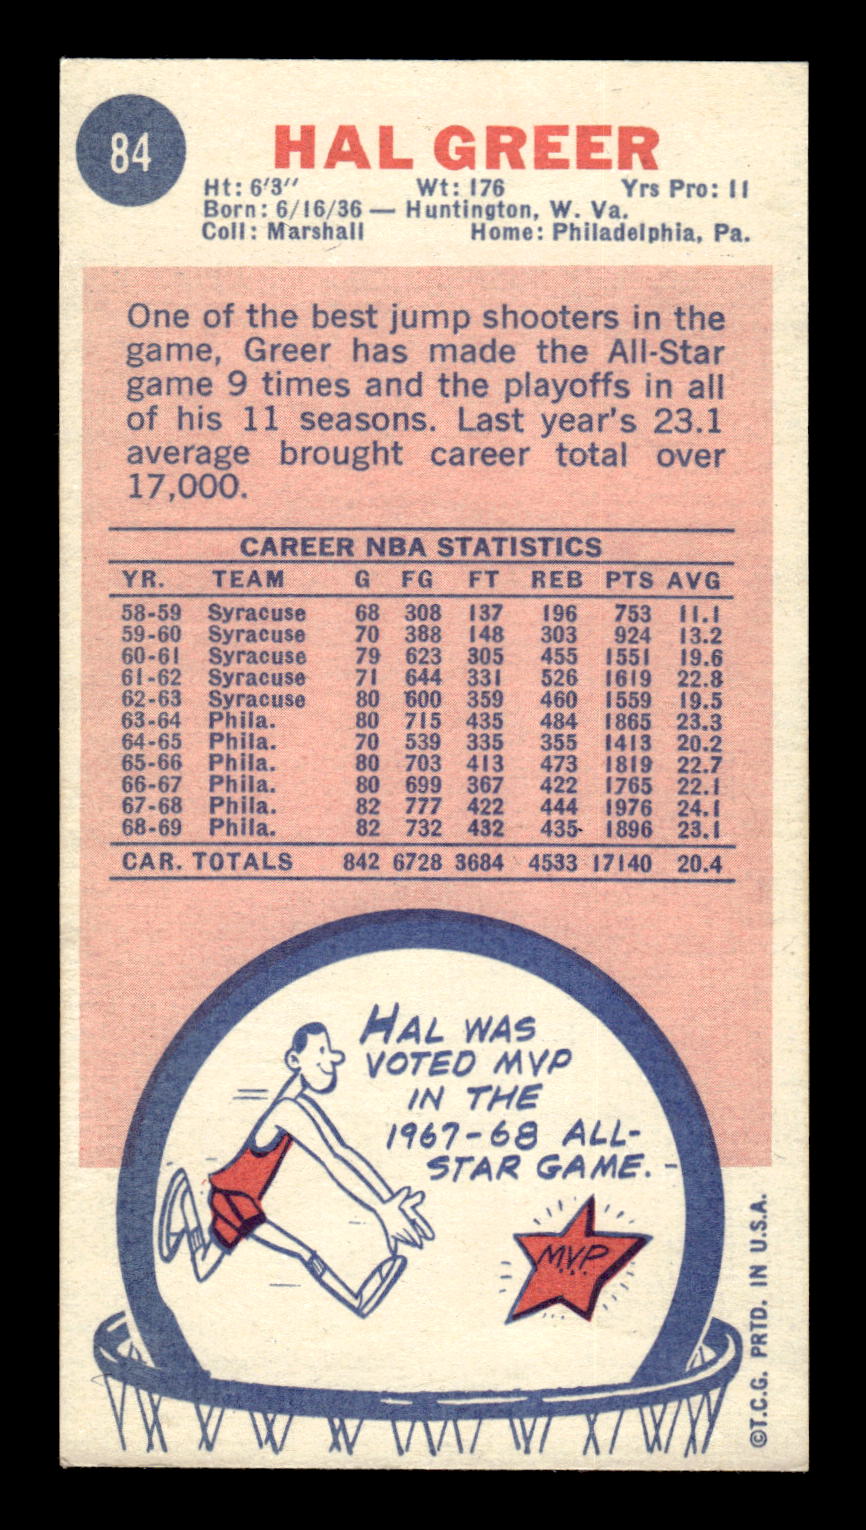 84
HAL GREER
Ht: 6'3" Wt: 176 Yrs Pro: 11
Born: 6/16/36 — Huntington, W. Va.
Coll: Marshall Home: Philadelphia, Pa.
One of the best jump shooters in the
game, Greer has made the All-Star
game 9 times and the playoffs in all
of his 11 seasons. Last year's 23.1
average brought career total over
17,000.
CAREER NBA STATISTICS
YR. TEAM G FG FT REB PTS AVG
58-59 Syracuse 68 308 137 196 753 11.1
59-60 Syracuse 70 388 148 303 924 13.2
60-61 Syracuse 79 623 305 455 1551 19.6
61-62 Syracuse 71 644 331 526 1619 22.8
62-63 Syracuse 80 600 359 460 1559 19.5
63-64 Phila. 80 715 435 484 1865 23.3
64-65 Phila. 70 539 335 355 1413 20.2
65-66 Phila. 80 703 413 473 1819 22.7
66-67 Phila. 80 699 367 422 1765 22.1
67-68 Phila. 82 777 422 444 1976 24.1
68-69 Phila. 82 732 432 435 1896 23.1
CAR. TOTALS 842 6728 3684 4533 17140 20.4
HAL WAS
VOTED MVP
IN THE
1967-68 ALL-
STAR GAME.
M.V.P.
©T.C.G. PRTD. IN U.S.A.